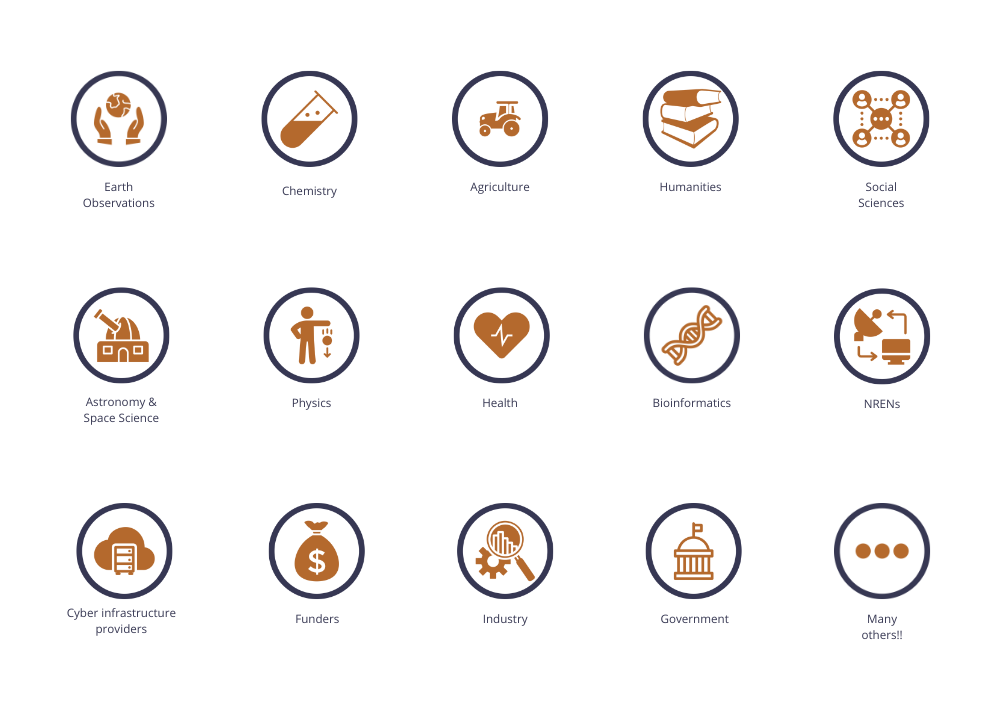 Earth
Observations
Chemistry
Agriculture
Humanities
Social
Sciences
Astronomy &
Space Science
Physics
Health
Bioinformatics
NRENs
Cyber infrastructure
providers
$
Funders
Industry
Government
Many
others!!